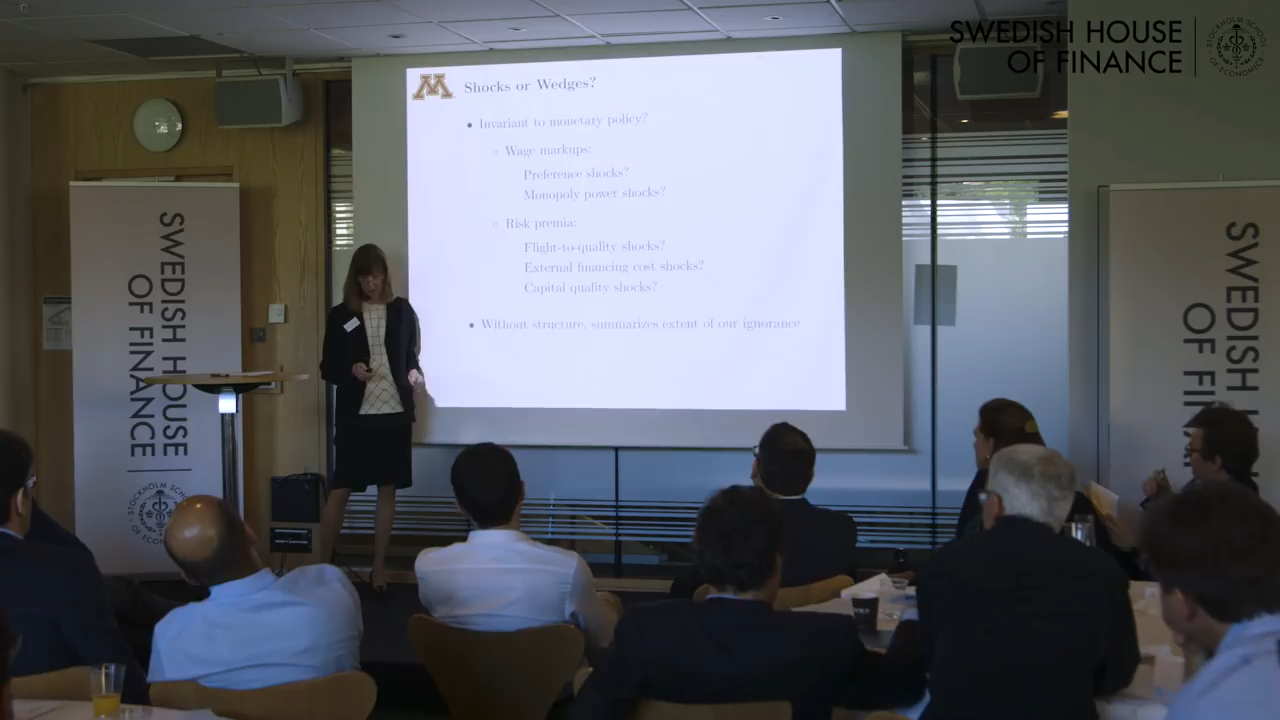 SWEDISH HOUSE
OF FINANCE
STOCKHOLM SCHOOL
OF ECONOMICS
M
Shocks or Wedges?
• Invariant to monetary policy?
○ Wage markups:
Preference shocks?
Monopoly power shocks?
○ Risk premia:
Flight-to-quality shocks?
External financing cost shocks?
Capital quality shocks?
• Without structure, summarizes extent of our ignorance
SWEDISH HOUSE
OF FINANCE
SWEDISH HOUSE
OF FI